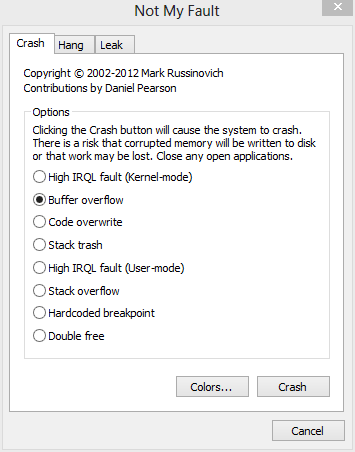 Not My Fault
Crash Hang Leak
Copyright © 2002-2012 Mark Russinovich
Contributions by Daniel Pearson
Options
Clicking the Crash button will cause the system to crash.
There is a risk that corrupted memory will be written to disk
or that work may be lost. Close any open applications.
High IRQL fault (Kernel-mode)
Buffer overflow
Code overwrite
Stack trash
High IRQL fault (User-mode)
Stack overflow
Hardcoded breakpoint
Double free
Colors... Crash
Cancel